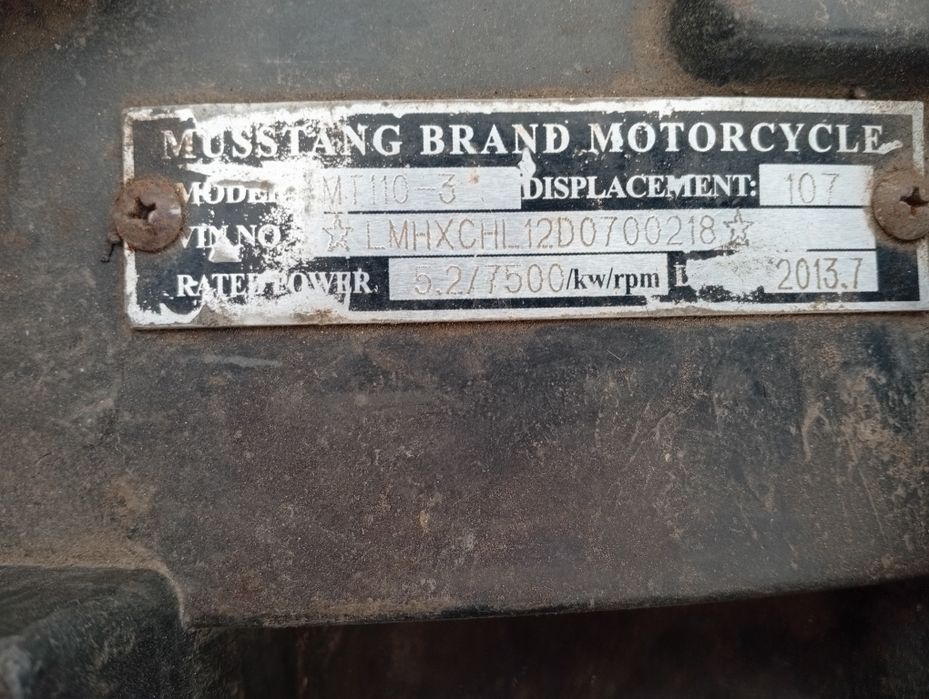 MUSSTANG BRAND MOTORCYCLE
MODEL MT110-3 DISPLACEMENT: 107
VIN NO ☆LMHXCHL12D0700218☆
RATED POWER 5.2/7500/kw/rpm 2013.7